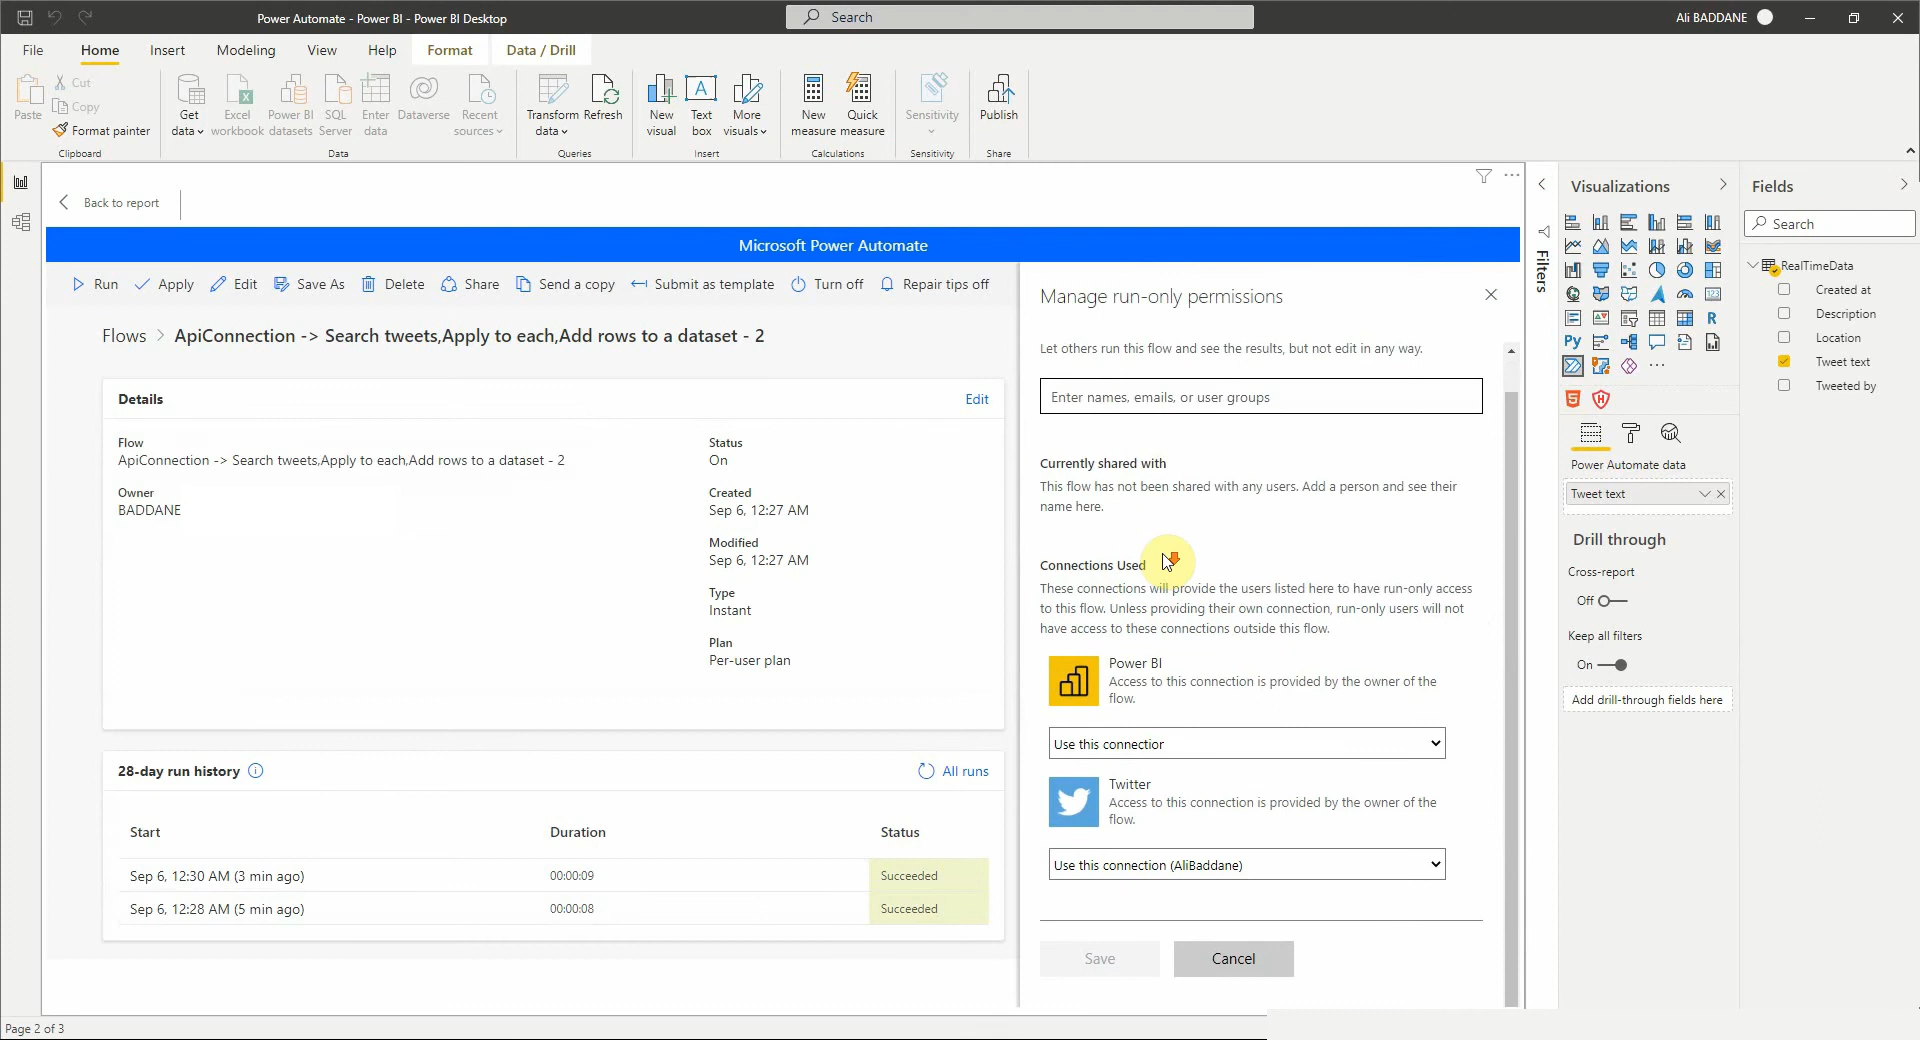 Power Automate - Power BI - Power BI Desktop
Search
Ali BADDANE
File
Home
Insert
Modeling
View
Help
Format
Data / Drill
Paste
Cut
Copy
Format painter
Clipboard
Get data
Excel workbook
Power BI datasets
SQL Server
Enter data
Dataverse
Recent sources
Data
Transform data
Refresh
Queries
New visual
Text box
More visuals
Insert
New measure
Quick measure
Calculations
Sensitivity
Sensitivity
Publish
Share
Back to report
Microsoft Power Automate
Run
Apply
Edit
Save As
Delete
Share
Send a copy
Submit as template
Turn off
Repair tips off
Flows > ApiConnection -> Search tweets,Apply to each,Add rows to a dataset - 2
Details
Edit
Flow
ApiConnection -> Search tweets,Apply to each,Add rows to a dataset - 2
Owner
BADDANE
Status
On
Created
Sep 6, 12:27 AM
Modified
Sep 6, 12:27 AM
Type
Instant
Plan
Per-user plan
28-day run history
All runs
Start
Duration
Status
Sep 6, 12:30 AM (3 min ago)
00:00:09
Succeeded
Sep 6, 12:28 AM (5 min ago)
00:00:08
Succeeded
Manage run-only permissions
Let others run this flow and see the results, but not edit in any way.
Enter names, emails, or user groups
Currently shared with
This flow has not been shared with any users. Add a person and see their
name here.
Connections Used
These connections will provide the users listed here to have run-only access
to this flow. Unless providing their own connection, run-only users will not
have access to these connections outside this flow.
Power BI
Access to this connection is provided by the owner of the
flow.
Use this connection
Twitter
Access to this connection is provided by the owner of the
flow.
Use this connection (AliBaddane)
Save
Cancel
Filters
Visualizations
R
Py
Power Automate data
Tweet text
Drill through
Cross-report
Off
Keep all filters
On
Add drill-through fields here
Fields
Search
RealTimeData
Created at
Description
Location
Tweet text
Tweeted by
Page 2 of 3